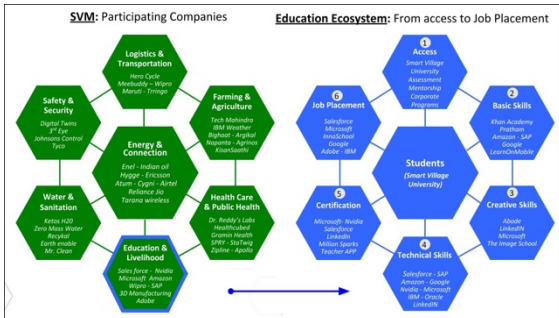 SVM: Participating Companies
Education Ecosystem: From access to Job Placement
Logistics &
Transportation
Hero Cycle
Meebuddy – Wipro
Maruti - Trringo
Safety &
Security
Digital Twins
3rd Eye
Johnsons Control
Tyco
Farming &
Agriculture
Tech Mahindra
IBM Weather
Bighaat - Argikal
Napanta - Agrinos
KisanSaathi
Energy &
Connection
Enel - Indian oil
Hygge - Ericsson
Atum - Cygni - Airtel
Reliance Jio
Tarana wireless
Water &
Sanitation
Ketos H20
Zero Mass Water
Recykal
Earth enable
Mr. Clean
Health Care
& Public Health
Dr. Reddy's Labs
Healthcubed
Gramin Health
SPRY - StaTwig
Zipline - Apollo
Education &
Livelihood
Sales force - Nvidia
Microsoft Amazon
Wipro - SAP
3D Manufacturing
Adobe
1
Access
Smart Village
University
Assessment
Mentorship
Corporate
Programs
6
Job Placement
Salesforce
Microsoft
InnoSchool
Google
Adobe - IBM
2
Basic Skills
Khan Academy
Pratham
Amazon - SAP
Google
LearnOnMobile
Students
(Smart Village
University)
5
Certification
Microsoft- Nvidia
Salesforce
LinkedIn
Million Sparks
Teacher APP
3
Creative Skills
Abode
LinkedIN
Microsoft
The Image School
4
Technical Skills
Salesforce - SAP
Amazon - Google
Nvidia - Microsoft
IBM - Oracle
LinkedIN